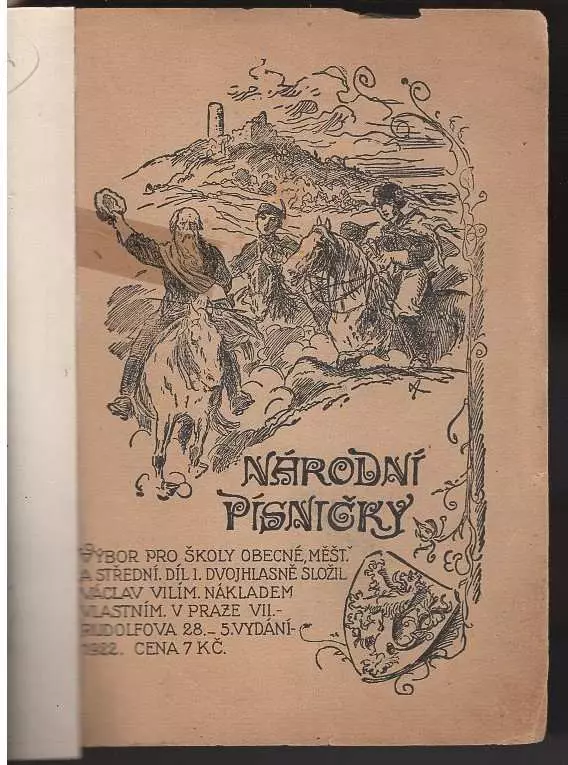 NÁRODNÍ
PÍSNIČKY
VÝBOR PRO ŠKOLY OBECNÉ, MĚŠT.
A STŘEDNÍ. DÍL I. DVOJHLASNĚ SLOŽIL
VÁCLAV VILÍM. NÁKLADEM
VLASTNÍM. V PRAZE VII.-
RUDOLFOVA 28.- 5. VYDÁNÍ-
1922. CENA 7 KČ.